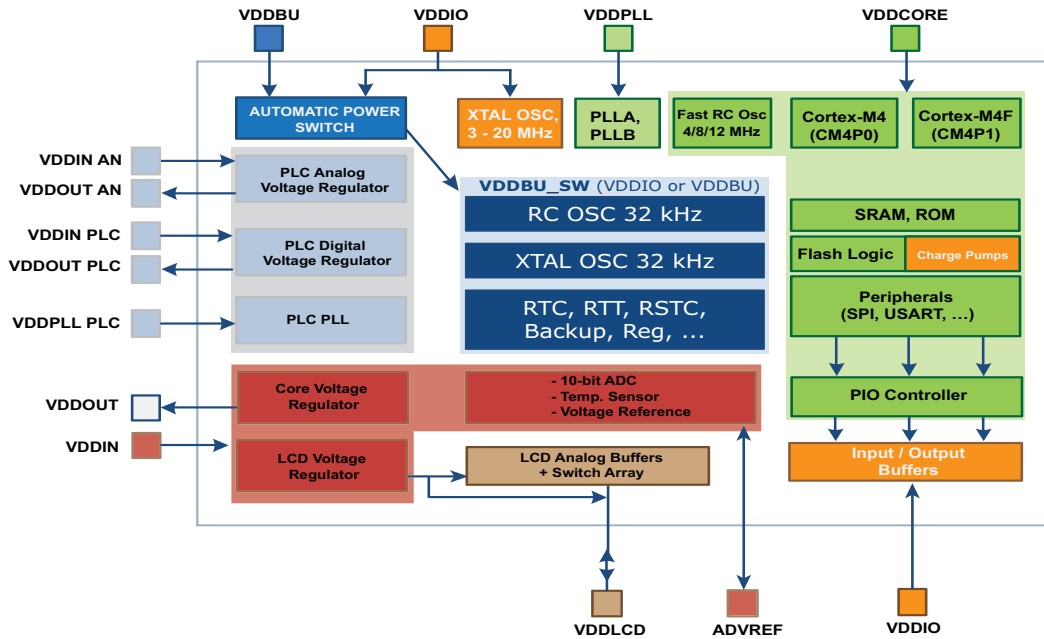 VDDBU
VDDIO
VDDPLL
VDDCORE
AUTOMATIC POWER
SWITCH
XTAL OSC,
3 - 20 MHz
PLLA,
PLLB
Fast RC Osc
4/8/12 MHz
Cortex-M4
(CM4P0)
Cortex-M4F
(CM4P1)
VDDIN AN
VDDOUT AN
PLC Analog
Voltage Regulator
VDDIN PLC
VDDOUT PLC
PLC Digital
Voltage Regulator
VDDPLL PLC
PLC PLL
VDDBU_SW (VDDIO or VDDBU)
RC OSC 32 kHz
XTAL OSC 32 kHz
RTC, RTT, RSTC,
Backup, Reg, ...
SRAM, ROM
Flash Logic
Charge Pumps
Peripherals
(SPI, USART, ...)
PIO Controller
Input / Output
Buffers
VDDOUT
VDDIN
Core Voltage
Regulator
- 10-bit ADC
- Temp. Sensor
- Voltage Reference
LCD Voltage
Regulator
LCD Analog Buffers
+ Switch Array
VDDLCD
ADVREF
VDDIO